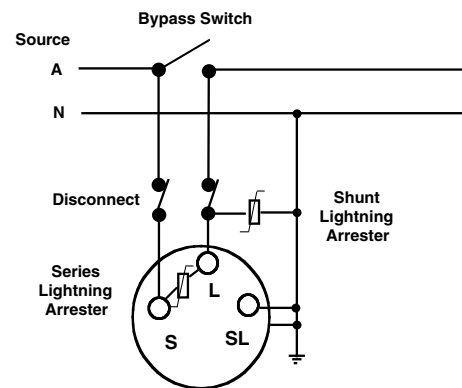 Bypass Switch
Source
A
N
Disconnect
Shunt
Lightning
Arrester
Series
Lightning
Arrester
L
S
SL